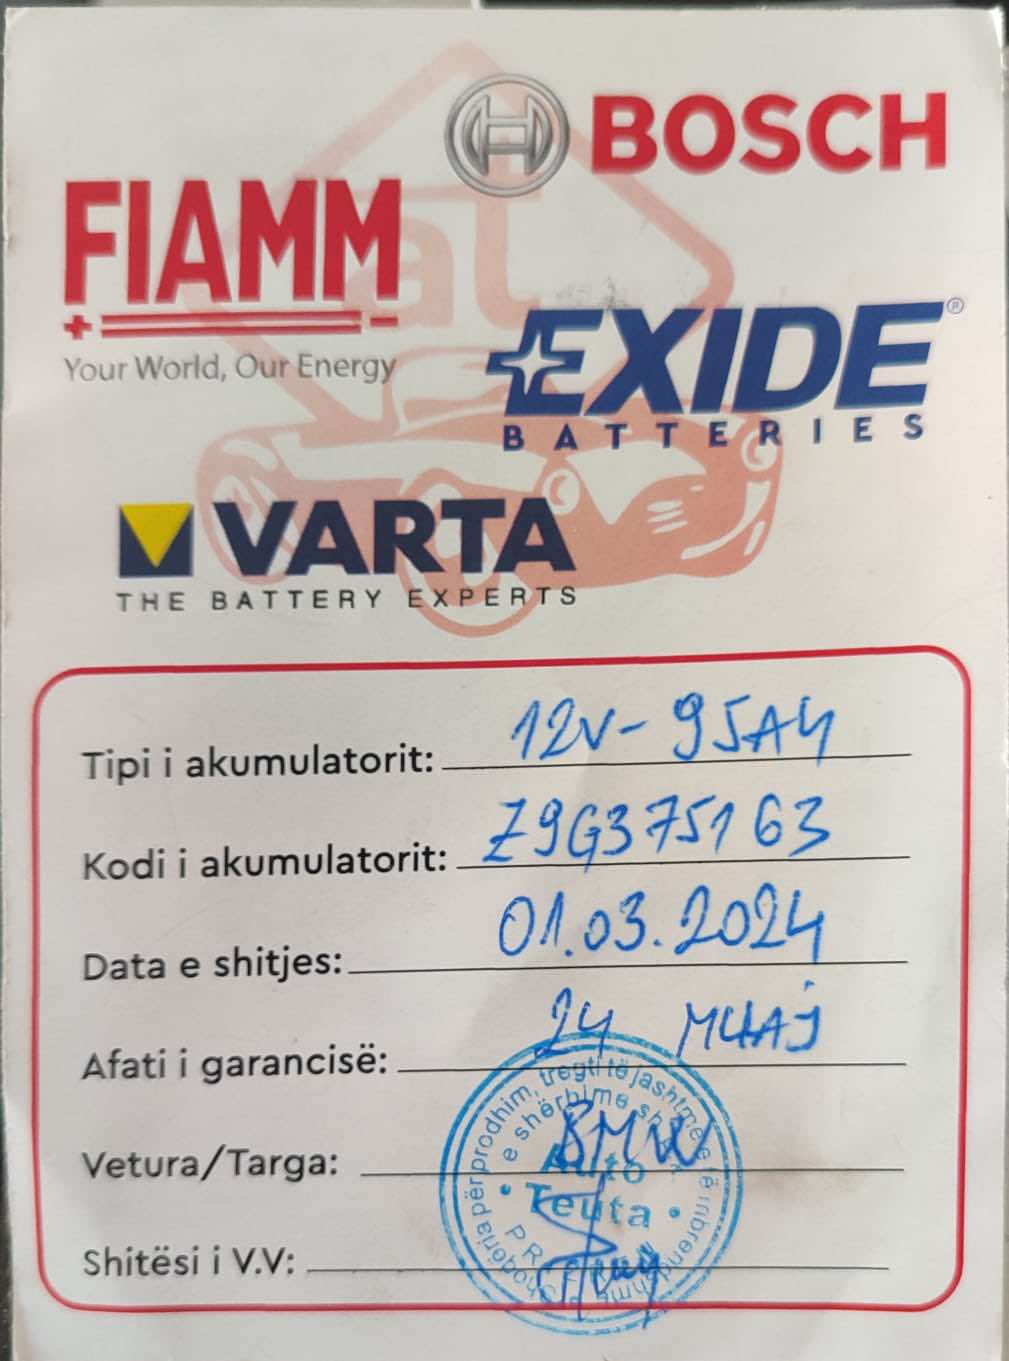 BOSCH
FIAMM
Your World, Our Energy
EXIDE®
BATTERIES
VARTA
THE BATTERY EXPERTS
Tipi i akumulatorit: 12V- 95AH
Kodi i akumulatorit: Z9G375163
Data e shitjes: 01.03.2024
Afati i garancisë: 24 MUAJ
Vetura/Targa: BMW
Auto
Teuta
Shitësi i V.V: